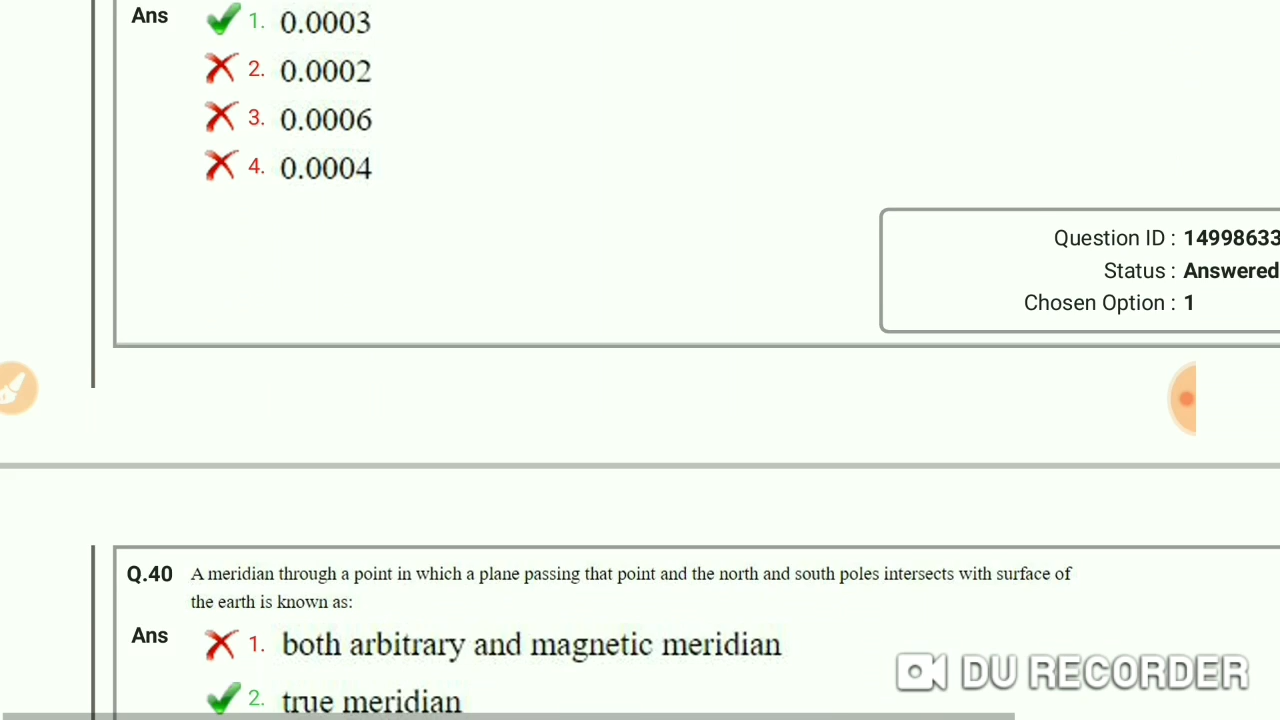 Ans 1. 0.0003
2. 0.0002
3. 0.0006
4. 0.0004
Question ID : 14998633
Status : Answered
Chosen Option : 1
Q.40 A meridian through a point in which a plane passing that point and the north and south poles intersects with surface of
the earth is known as:
Ans 1. both arbitrary and magnetic meridian
2. true meridian
DU RECORDER